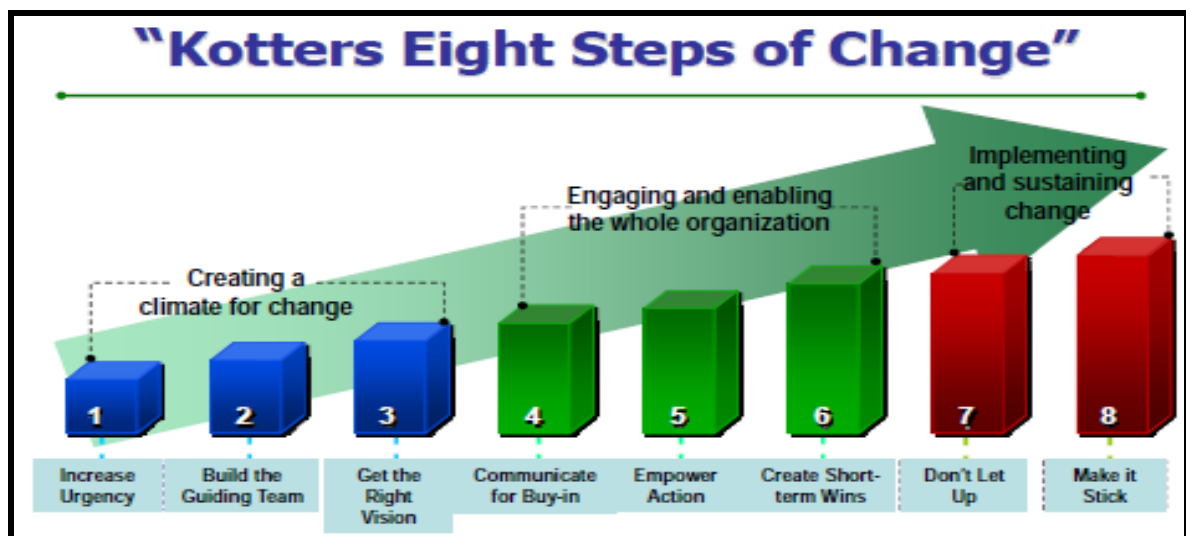 “Kotters Eight Steps of Change”
Implementing
and sustaining
change
Engaging and enabling
the whole organization
Creating a
climate for change
1
2
3
4
5
6
7
8
Increase
Urgency
Build the
Guiding Team
Get the
Right
Vision
Communicate
for Buy-in
Empower
Action
Create Short-
term Wins
Don't Let
Up
Make it
Stick